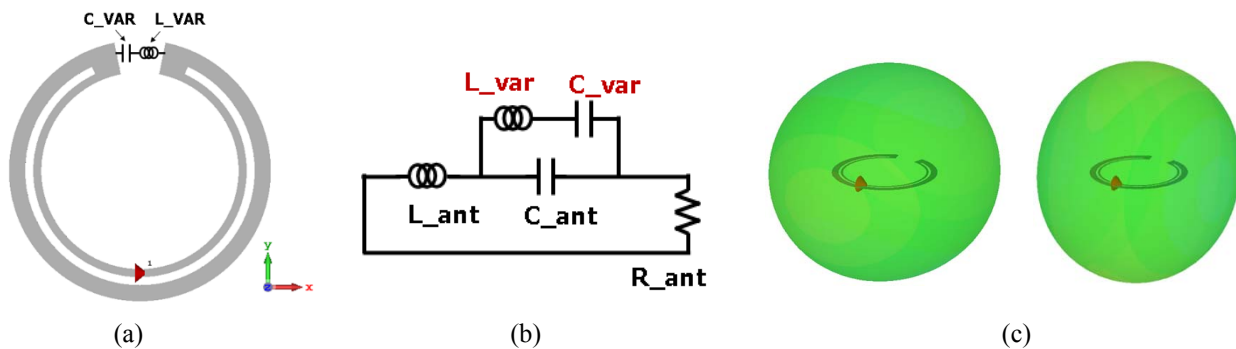 C_VAR L_VAR
1
y
z x
(a)
L_var C_var
L_ant C_ant
R_ant
(b)
(c)